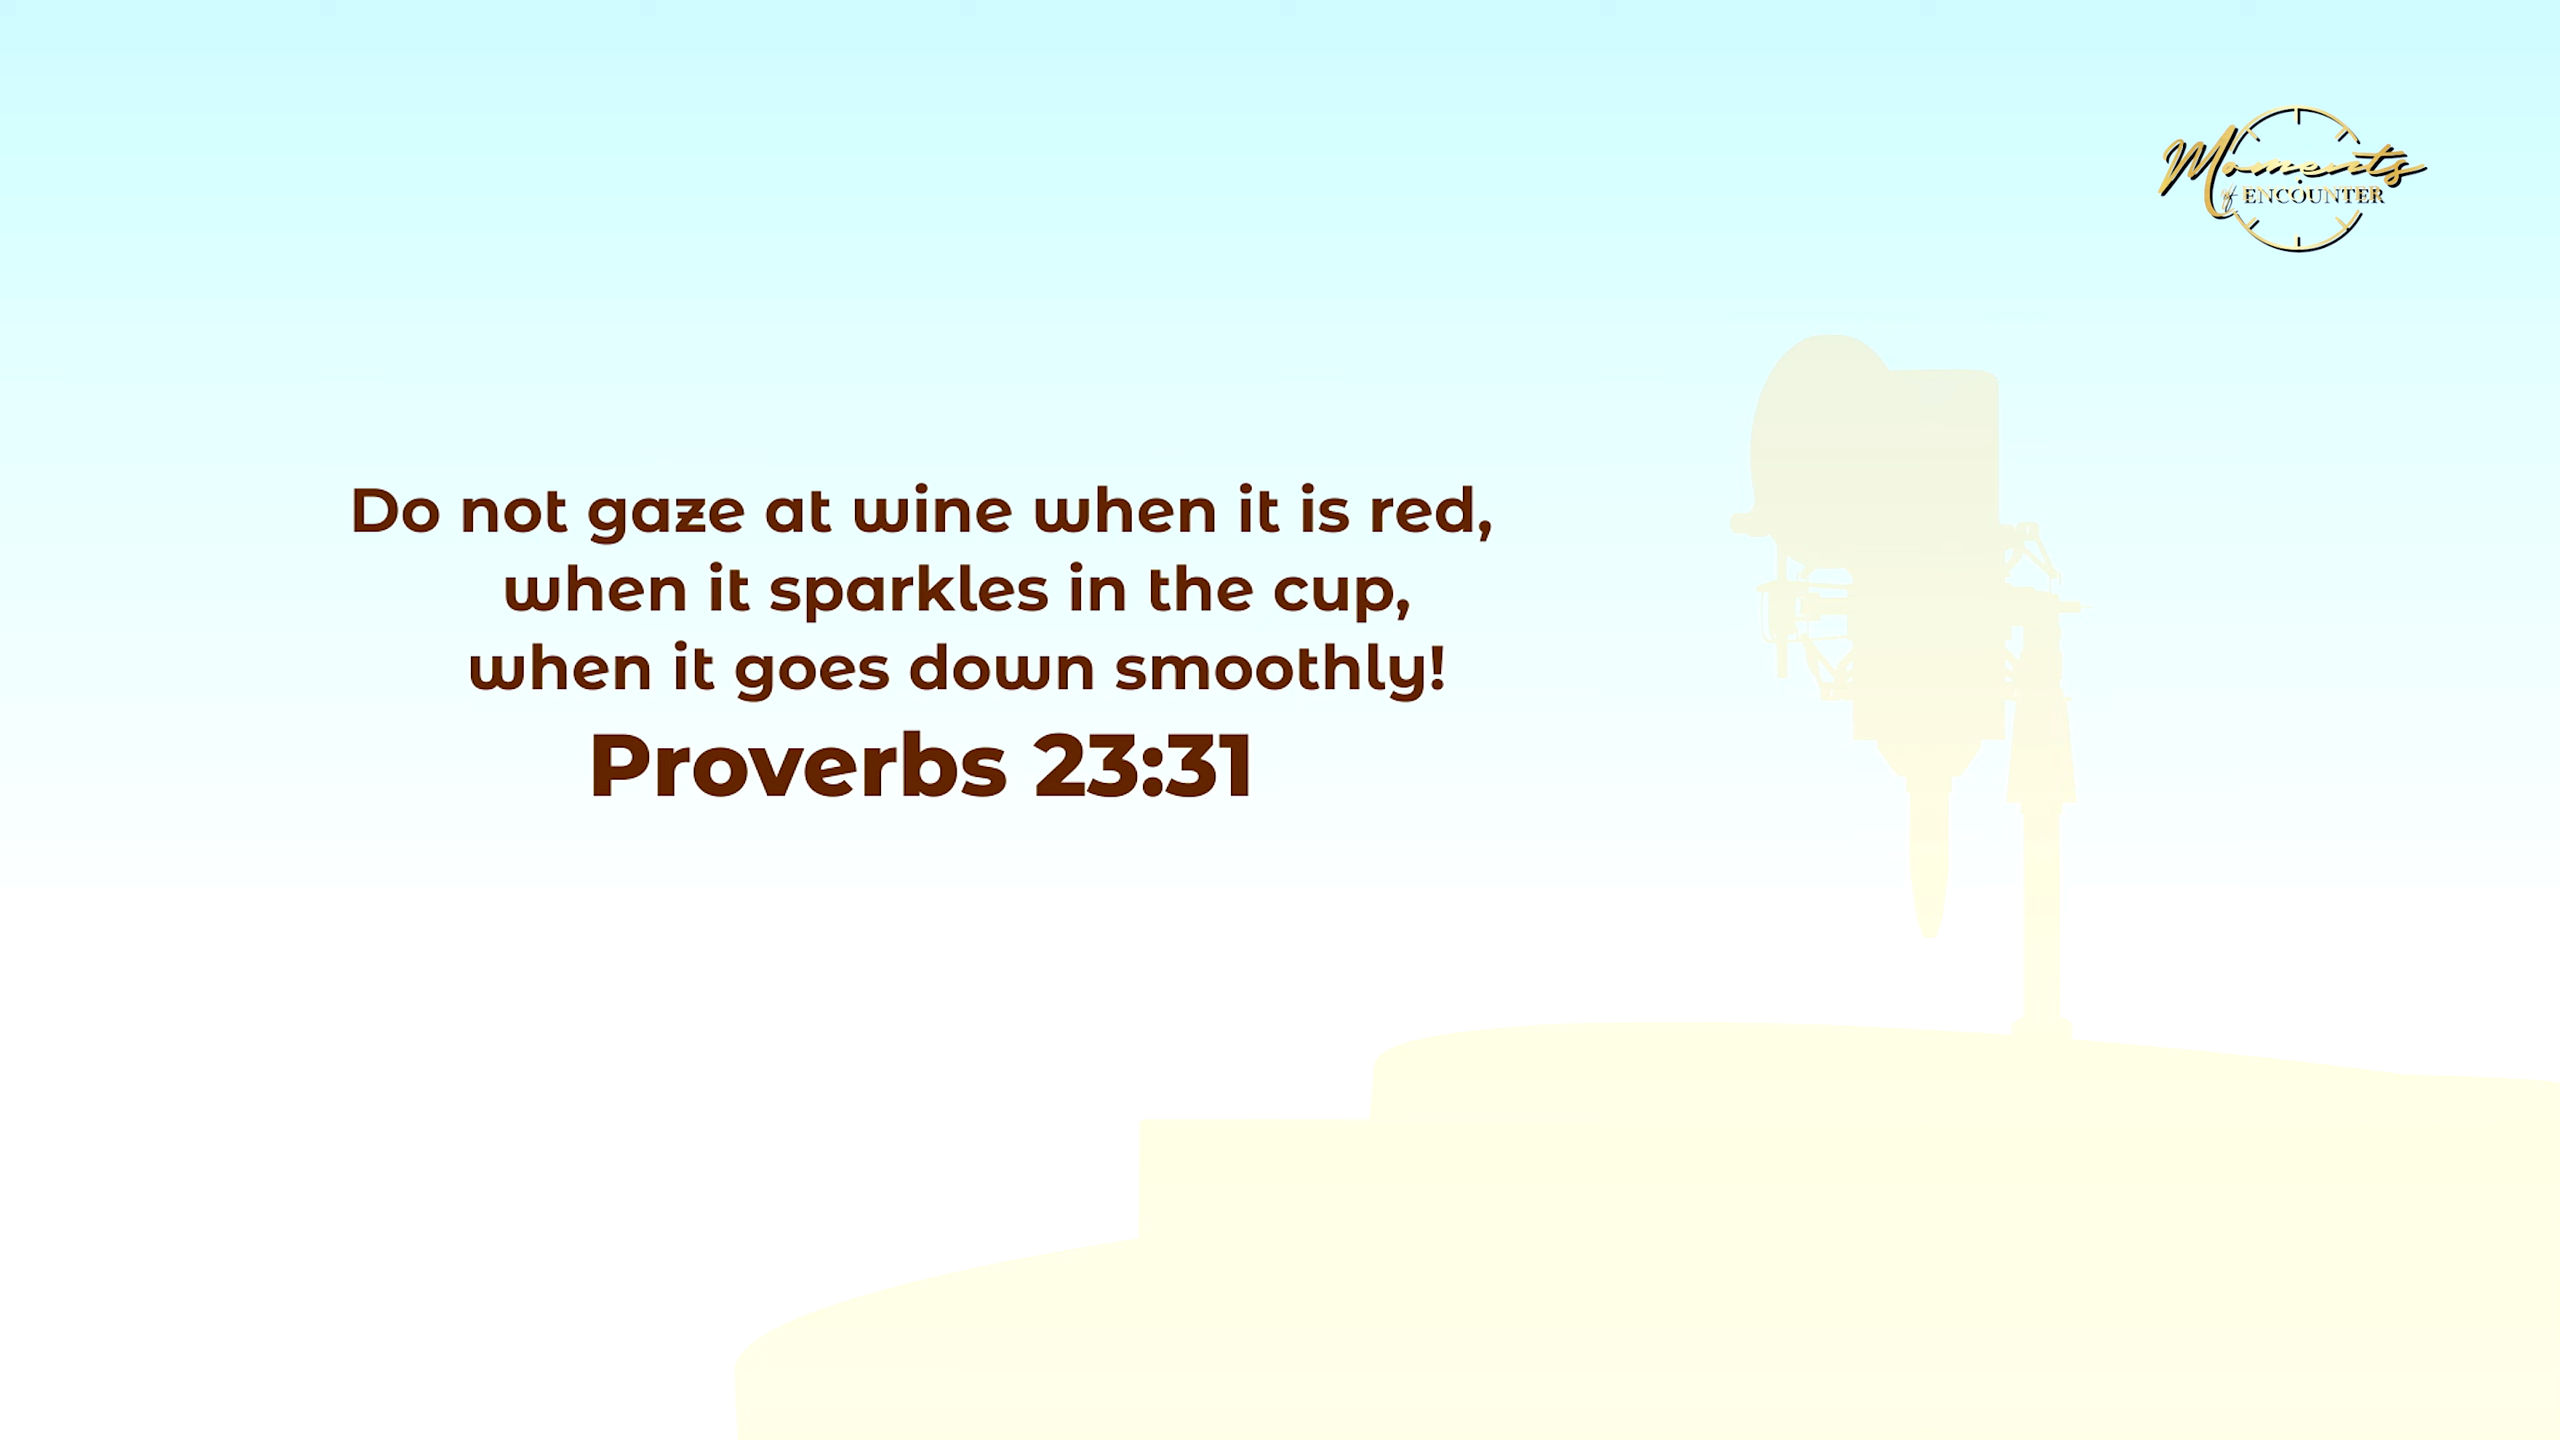 Moments
of ENCOUNTER
Do not gaze at wine when it is red,
when it sparkles in the cup,
when it goes down smoothly!
Proverbs 23:31